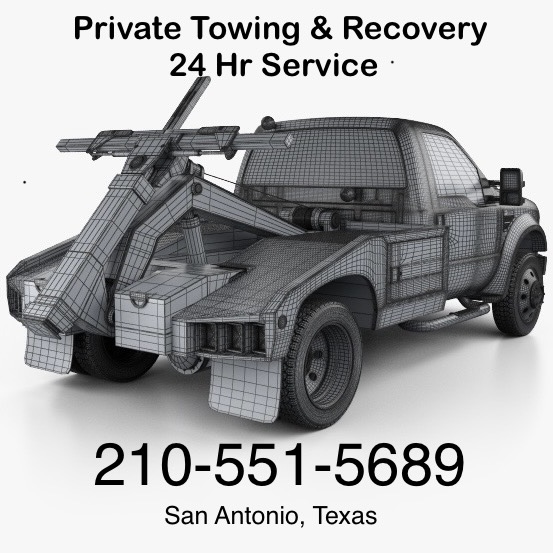 Private Towing & Recovery
24 Hr Service
210-551-5689
San Antonio, Texas